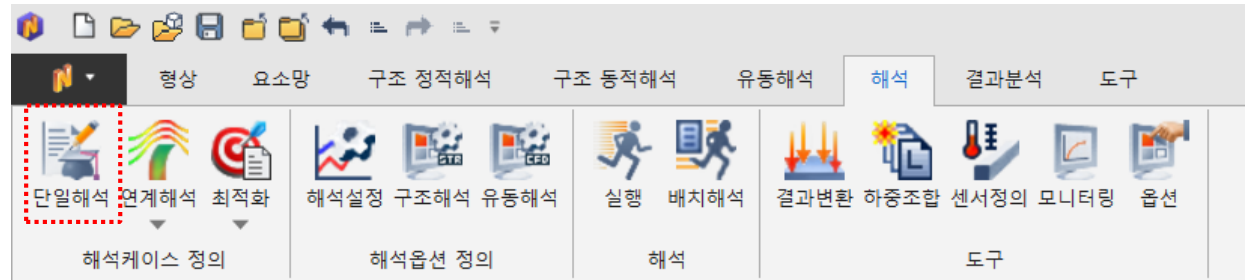 형상 요소망 구조 정적해석 구조 동적해석 유동해석 해석 결과분석 도구
STR CFD
단일해석 연계해석 최적화 해석설정 구조해석 유동해석 실행 배치해석 결과변환 하중조합 센서정의 모니터링 옵션
해석케이스 정의 해석옵션 정의 해석 도구